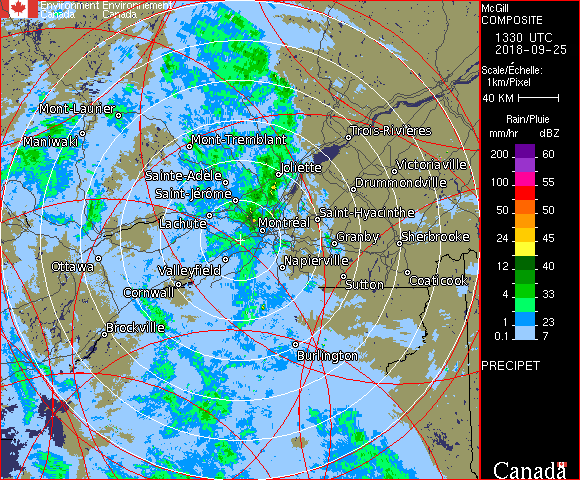 Environment Environnement
Canada Canada
McGill
COMPOSITE
1330 UTC
2018-09-25
Scale/Échelle:
1km/Pixel
40 KM
Rain/Pluie
mm/hr dBZ
200 60
100 55
50 50
24 45
12 40
4 33
1 23
0.1 7
PRECIPET
Canada
Mont-Laurier
Maniwaki
Mont-Tremblant
Trois-Rivières
Sainte-Adèle
Joliette
Victoriaville
Saint-Jérôme
Drummondville
Lachute
Montréal
Saint-Hyacinthe
Granby
Sherbrooke
Ottawa
Valleyfield
Napierville
Cornwall
Sutton
Coaticook
Brockville
Burlington